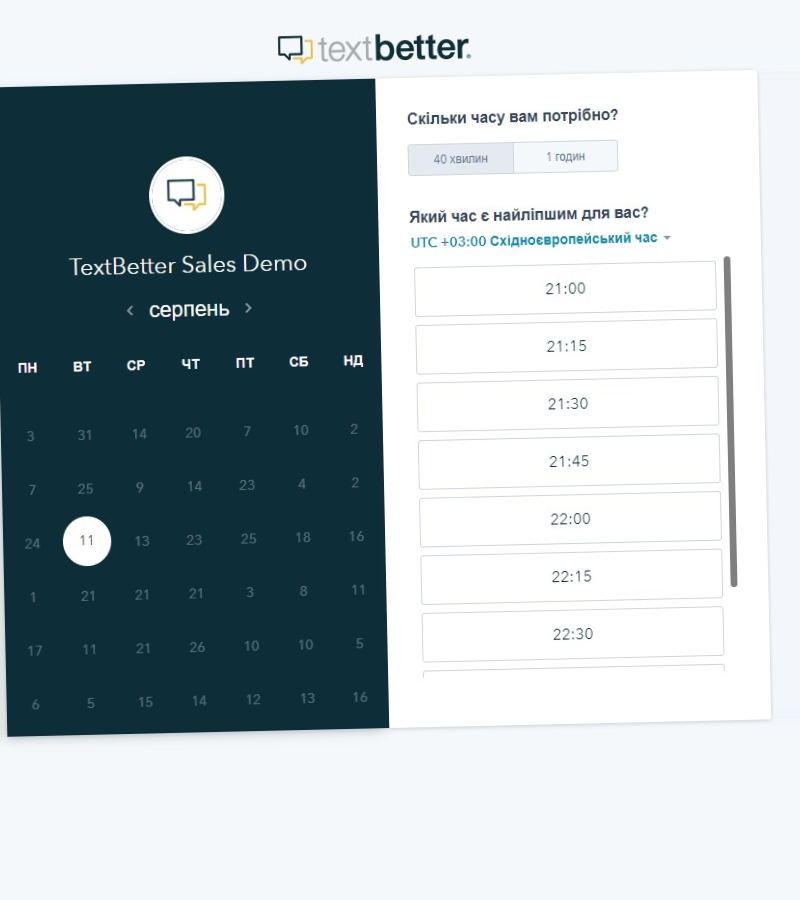 textbetter.
TextBetter Sales Demo
серпень
ПН ВТ СР ЧТ ПТ СБ НД
3 31 14 20 7 10 2
7 25 9 14 23 4 2
24 11 13 23 25 18 16
1 21 21 21 3 8 11
17 11 21 26 10 10 5
6 5 15 14 12 13 16
Скільки часу вам потрібно?
40 хвилин 1 годин
Який час є найліпшим для вас?
UTC +03:00 Східноєвропейський час
21:00
21:15
21:30
21:45
22:00
22:15
22:30